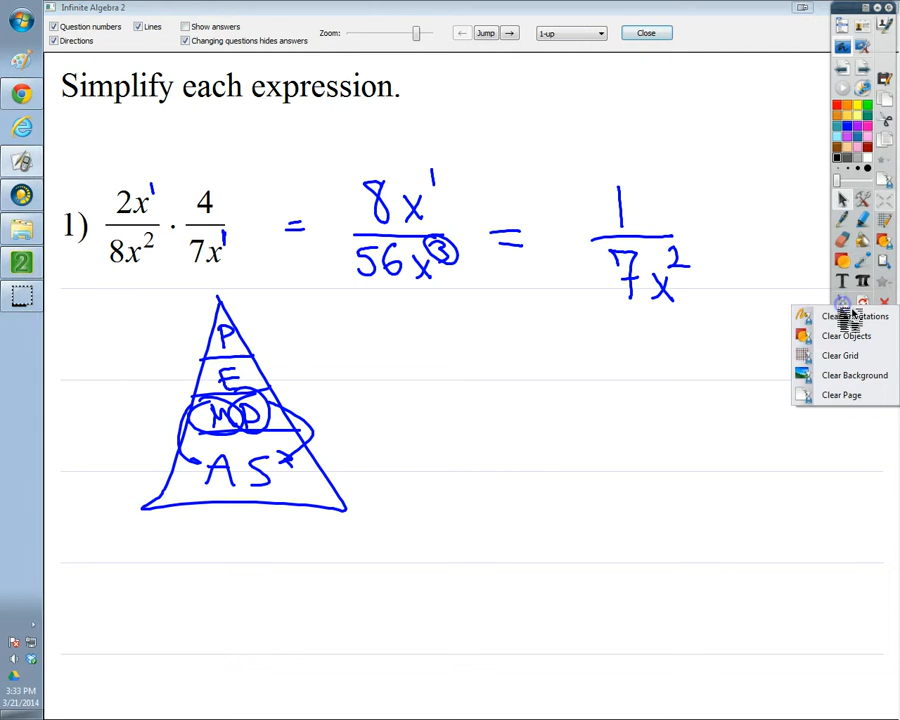 Infinite Algebra 2
Question numbers Lines Show answers
Directions Changing questions hides answers
Zoom: ← Jump → 1-up Close
Simplify each expression.
1) 2x¹/8x² · 4/7x¹ = 8x¹/56x³ = 1/7x²
P
E
M D
A S
Clear Annotations
Clear Objects
Clear Grid
Clear Background
Clear Page
T π
2
3:33 PM
3/21/2014